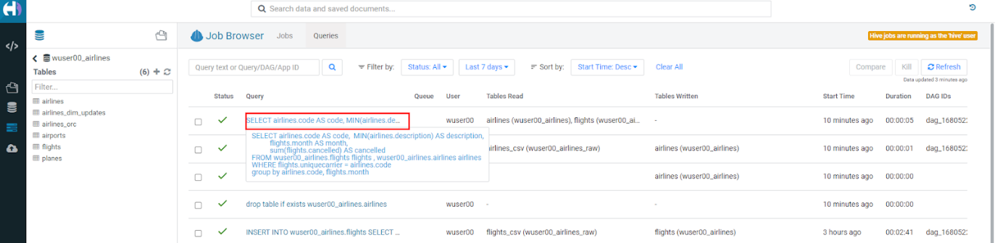 Search data and saved documents...
wuser00_airlines
Tables (6)
Filter...
airlines
airlines_dim_updates
airlines_orc
airports
flights
planes
Job Browser Jobs Queries
Hive jobs are running as the 'hive' user
Query text or Query/DAG/App ID
Filter by: Status: All Last 7 days Sort by: Start Time: Desc Clear All
Compare Kill Refresh
Data updated 3 minutes ago
Status Query Queue User Tables Read Tables Written Start Time Duration DAG IDs
SELECT airlines.code AS code, MIN(airlines.de... wuser00 airlines (wuser00_airlines), flights (wuser00_ai... - 10 minutes ago 00:00:05 dag_168052
SELECT airlines.code AS code, MIN(airlines.description) AS description,
flights.month AS month,
sum(flights.cancelled) AS cancelled
FROM wuser00_airlines.flights flights , wuser00_airlines.airlines airlines
WHERE flights.uniquecarrier = airlines.code
group by airlines.code, flights.month
airlines_csv (wuser00_airlines_raw) airlines (wuser00_airlines) 10 minutes ago 00:00:01 dag_168052
airlines (wuser00_airlines) 10 minutes ago 00:00:00
drop table if exists wuser00_airlines.airlines wuser00 - - 10 minutes ago 00:00:00
INSERT INTO wuser00_airlines.flights SELECT ... wuser00 flights_csv (wuser00_airlines_raw) flights (wuser00_airlines) 3 hours ago 00:02:41 dag_168052